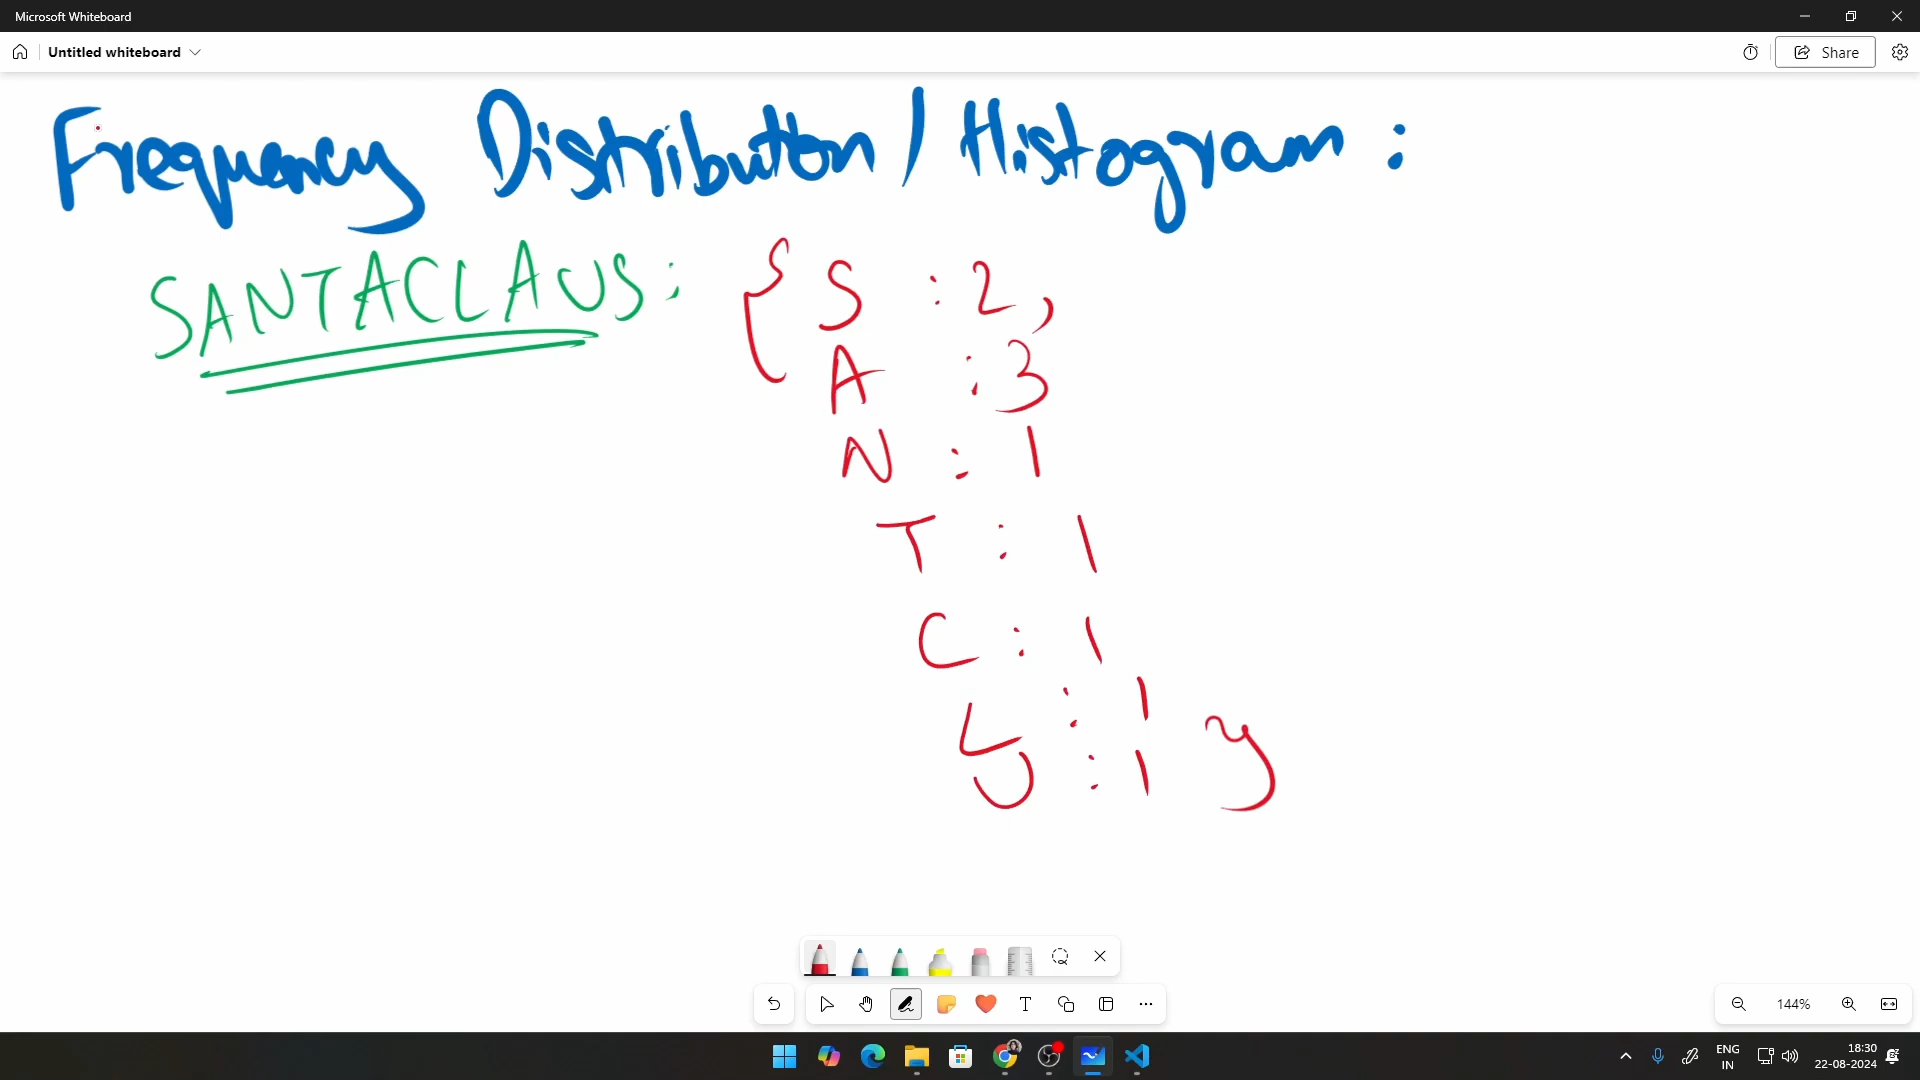 Microsoft Whiteboard
Untitled whiteboard
Share
Frequency Distribution / Histogram :
SANTACLAUS : { S : 2 ,
A : 3
N : 1
T : 1
C : 1
L : 1
U : 1 }
144%
ENG
IN
18:30
22-08-2024